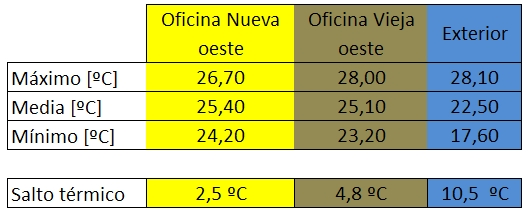 Oficina Nueva oeste Oficina Vieja oeste Exterior
Máximo [ºC] 26,70 28,00 28,10
Media [ºC] 25,40 25,10 22,50
Mínimo [ºC] 24,20 23,20 17,60
Salto térmico 2,5 ºC 4,8 ºC 10,5 ºC